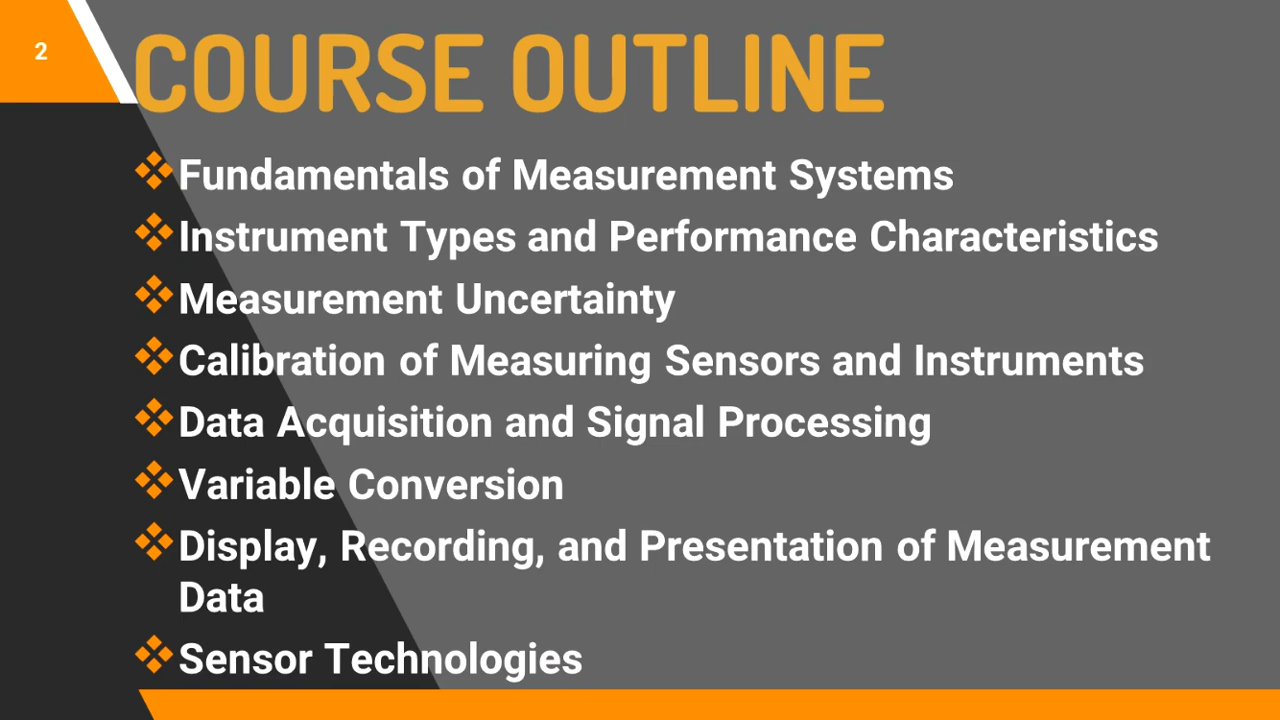 2
COURSE OUTLINE
Fundamentals of Measurement Systems
Instrument Types and Performance Characteristics
Measurement Uncertainty
Calibration of Measuring Sensors and Instruments
Data Acquisition and Signal Processing
Variable Conversion
Display, Recording, and Presentation of Measurement
Data
Sensor Technologies